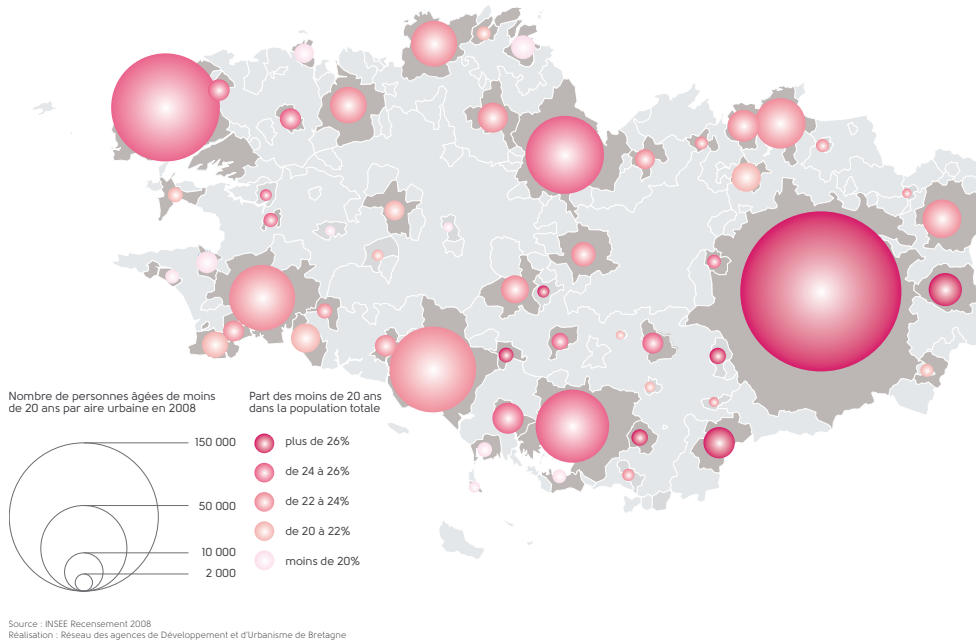 Nombre de personnes âgées de moins
de 20 ans par aire urbaine en 2008
150 000
50 000
10 000
2 000
Part des moins de 20 ans
dans la population totale
plus de 26%
de 24 à 26%
de 22 à 24%
de 20 à 22%
moins de 20%
Source : INSEE Recensement 2008
Réalisation : Réseau des agences de Développement et d'Urbanisme de Bretagne